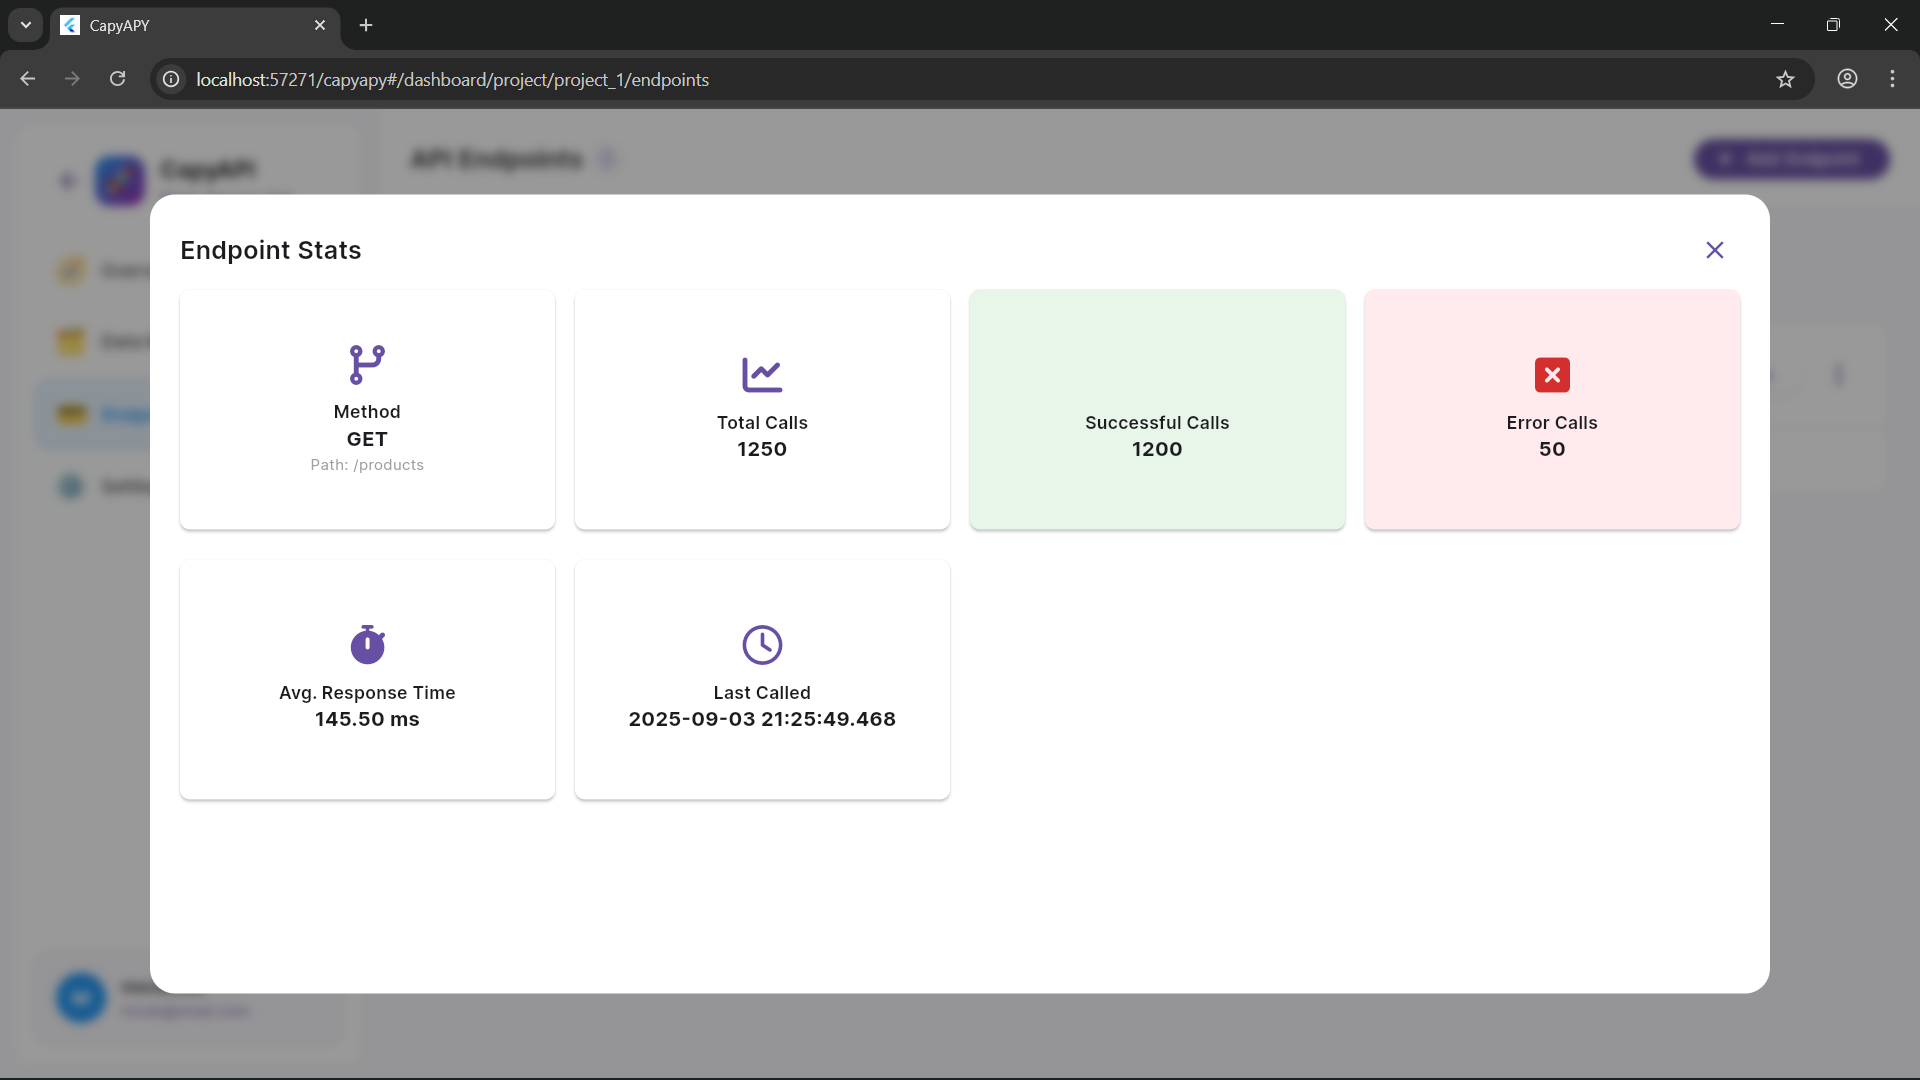 CapyAPY
localhost:57271/capyapy#/dashboard/project/project_1/endpoints
CapyAPI
API Endpoints
Add Endpoint
Endpoint Stats
Method
GET
Path: /products
Total Calls
1250
Successful Calls
1200
Error Calls
50
Avg. Response Time
145.50 ms
Last Called
2025-09-03 21:25:49.468